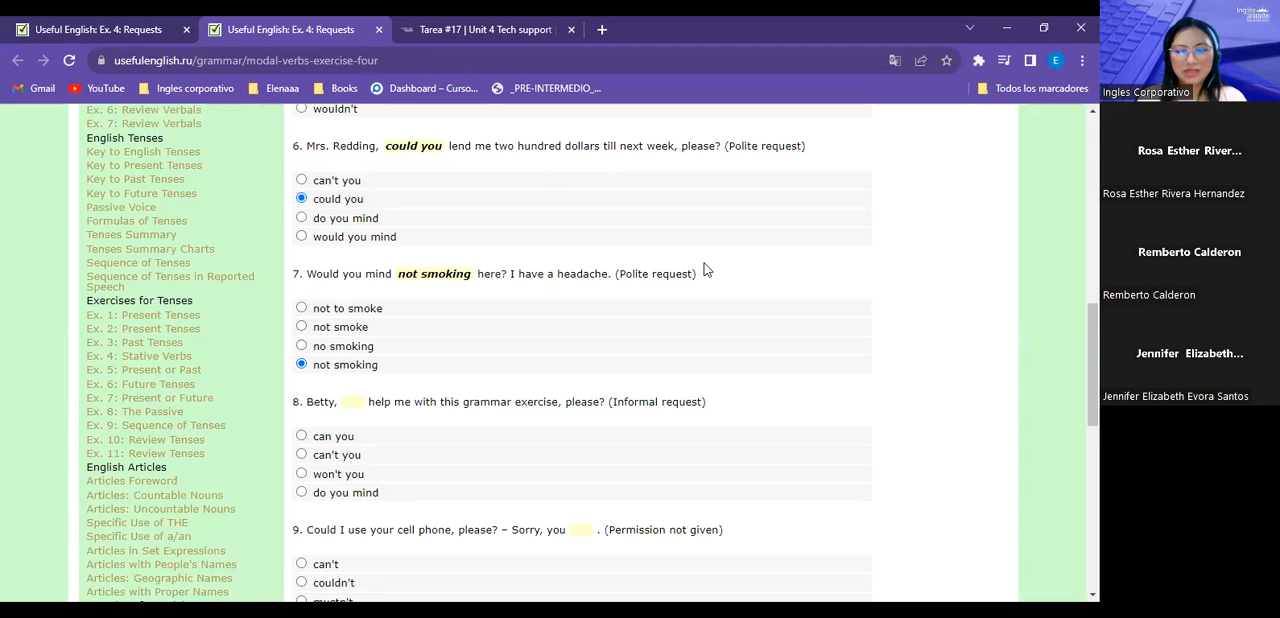 Useful English: Ex. 4: Requests
Useful English: Ex. 4: Requests
Tarea #17 | Unit 4 Tech support
usefulenglish.ru/grammar/modal-verbs-exercise-four
E
Gmail
YouTube
Ingles corporativo
Elenaaa
Books
Dashboard – Curso...
_PRE-INTERMEDIO_...
Todos los marcadores
Ex. 6: Review Verbals
Ex. 7: Review Verbals
English Tenses
Key to English Tenses
Key to Present Tenses
Key to Past Tenses
Key to Future Tenses
Passive Voice
Formulas of Tenses
Tenses Summary
Tenses Summary Charts
Sequence of Tenses
Sequence of Tenses in Reported
Speech
Exercises for Tenses
Ex. 1: Present Tenses
Ex. 2: Present Tenses
Ex. 3: Past Tenses
Ex. 4: Stative Verbs
Ex. 5: Present or Past
Ex. 6: Future Tenses
Ex. 7: Present or Future
Ex. 8: The Passive
Ex. 9: Sequence of Tenses
Ex. 10: Review Tenses
Ex. 11: Review Tenses
English Articles
Articles Foreword
Articles: Countable Nouns
Articles: Uncountable Nouns
Specific Use of THE
Specific Use of a/an
Articles in Set Expressions
Articles with People's Names
Articles: Geographic Names
Articles with Proper Names
wouldn't
6. Mrs. Redding, could you lend me two hundred dollars till next week, please? (Polite request)
can't you
could you
do you mind
would you mind
7. Would you mind not smoking here? I have a headache. (Polite request)
not to smoke
not smoke
no smoking
not smoking
8. Betty, help me with this grammar exercise, please? (Informal request)
can you
can't you
won't you
do you mind
9. Could I use your cell phone, please? – Sorry, you . (Permission not given)
can't
couldn't
mustn't
Ingles
Ingles Corporativo
Rosa Esther River...
Rosa Esther Rivera Hernandez
Remberto Calderon
Remberto Calderon
Jennifer Elizabeth...
Jennifer Elizabeth Evora Santos